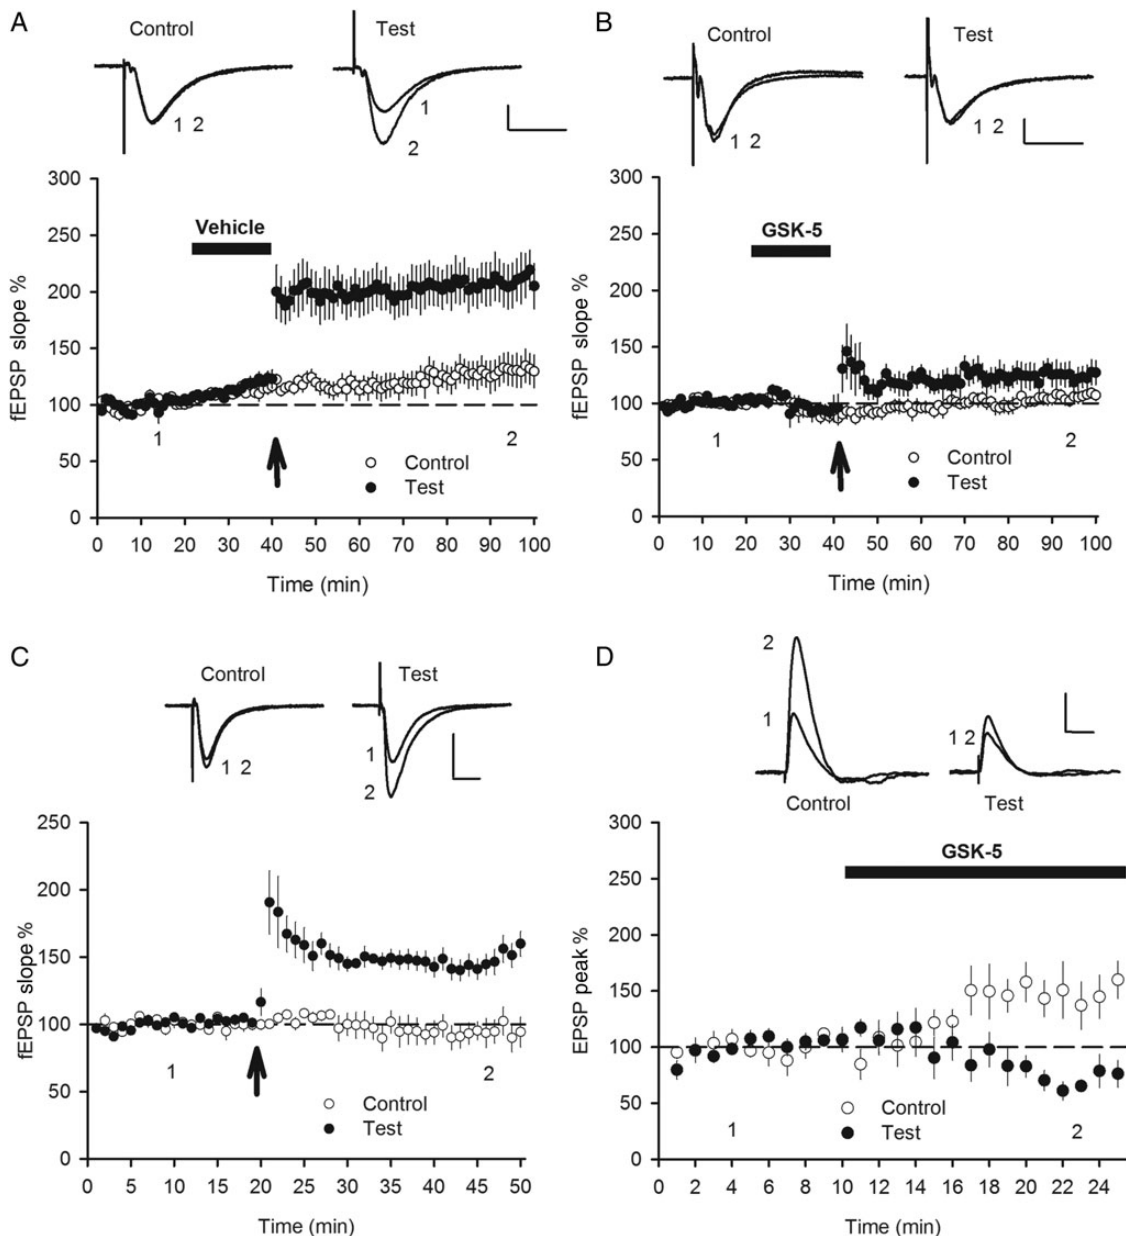 A
Control
Test
1 2
1
2
300
250
200
150
100
50
0
fEPSP slope %
Vehicle
1
2
Control
Test
0 10 20 30 40 50 60 70 80 90 100
Time (min)
B
Control
Test
1 2
1 2
300
250
200
150
100
50
0
fEPSP slope %
GSK-5
1
2
Control
Test
0 10 20 30 40 50 60 70 80 90 100
Time (min)
C
Control
Test
1 2
1
2
250
200
150
100
50
0
fEPSP slope %
1
2
Control
Test
0 5 10 15 20 25 30 35 40 45 50
Time (min)
D
2
1
1 2
Control
Test
300
250
200
150
100
50
0
EPSP peak %
GSK-5
1
2
Control
Test
0 2 4 6 8 10 12 14 16 18 20 22 24
Time (min)